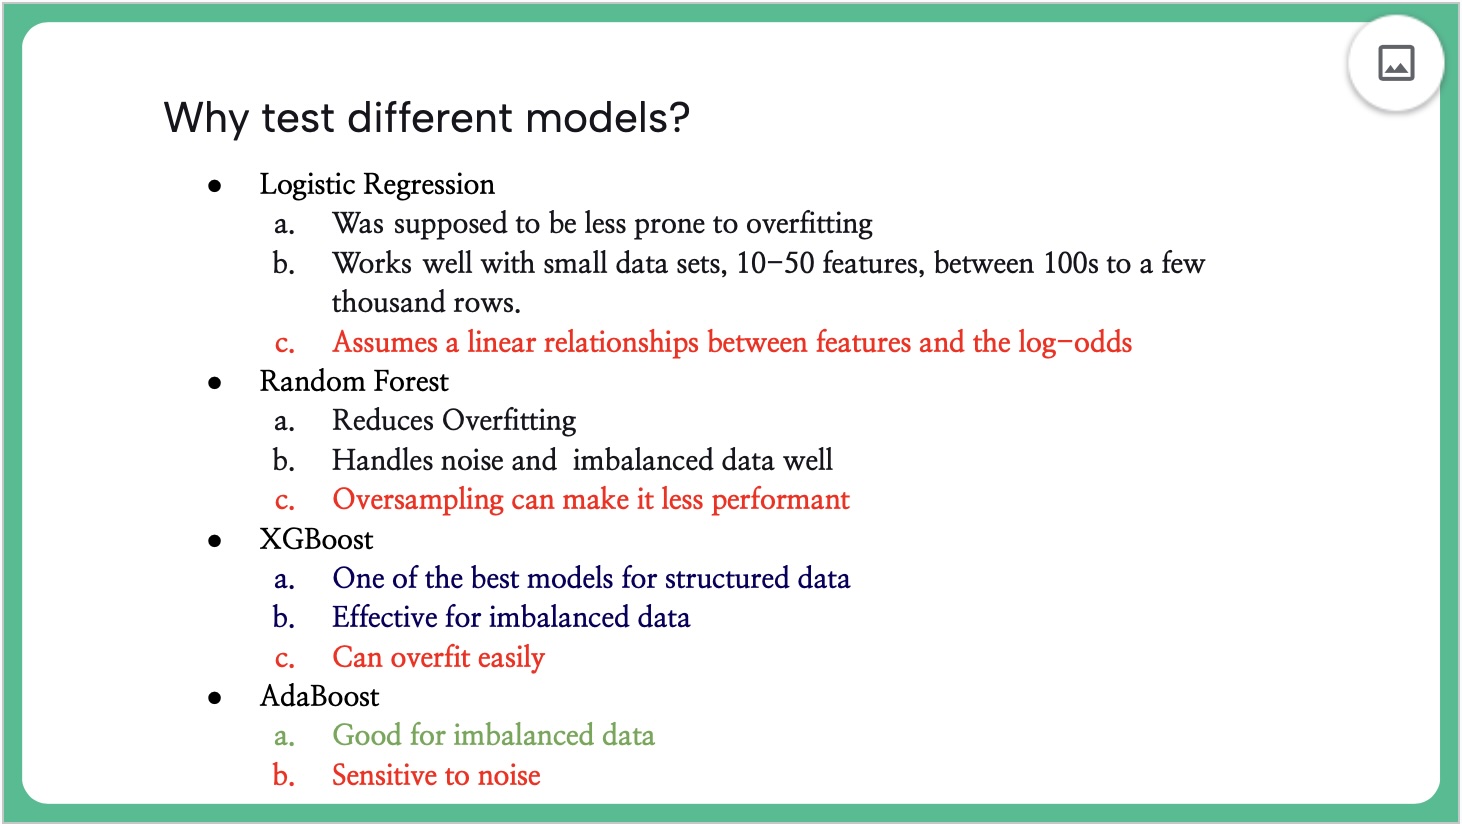 Why test different models?
● Logistic Regression
a. Was supposed to be less prone to overfitting
b. Works well with small data sets, 10-50 features, between 100s to a few
thousand rows.
c. Assumes a linear relationships between features and the log-odds
● Random Forest
a. Reduces Overfitting
b. Handles noise and  imbalanced data well
c. Oversampling can make it less performant
● XGBoost
a. One of the best models for structured data
b. Effective for imbalanced data
c. Can overfit easily
● AdaBoost
a. Good for imbalanced data
b. Sensitive to noise